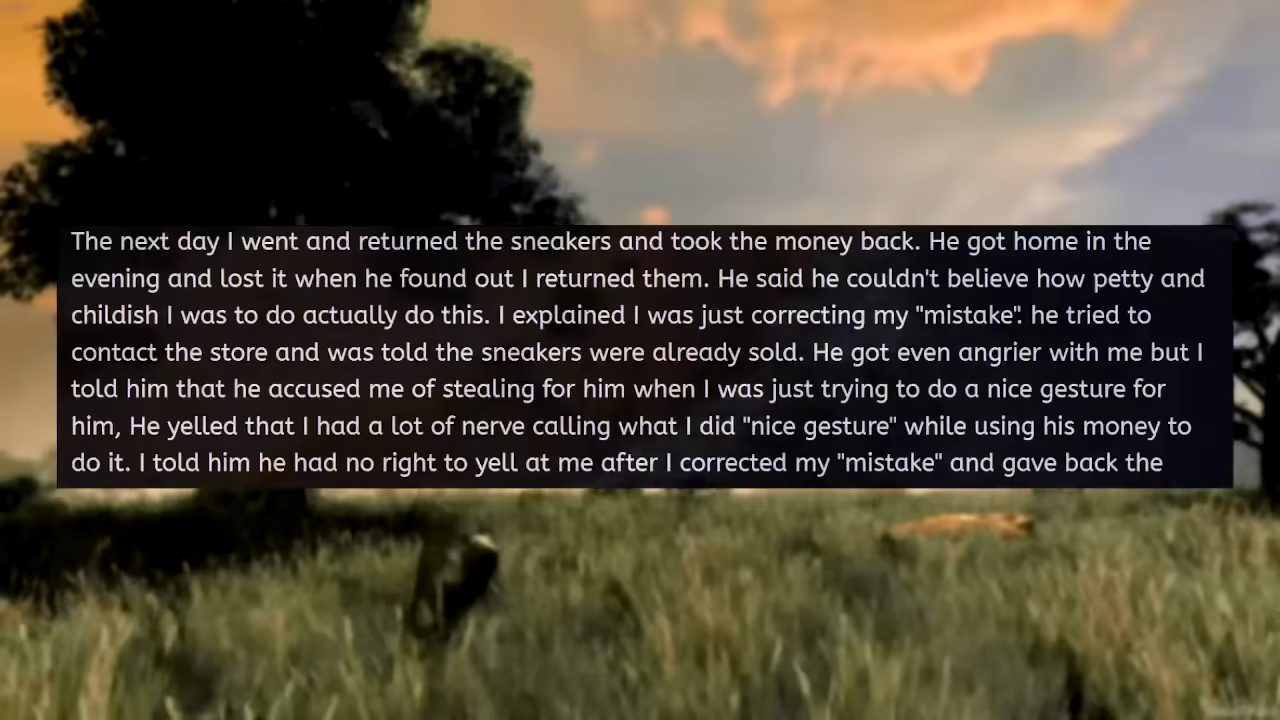 The next day I went and returned the sneakers and took the money back. He got home in the
evening and lost it when he found out I returned them. He said he couldn't believe how petty and
childish I was to do actually do this. I explained I was just correcting my "mistake". he tried to
contact the store and was told the sneakers were already sold. He got even angrier with me but I
told him that he accused me of stealing for him when I was just trying to do a nice gesture for
him, He yelled that I had a lot of nerve calling what I did "nice gesture" while using his money to
do it. I told him he had no right to yell at me after I corrected my "mistake" and gave back the